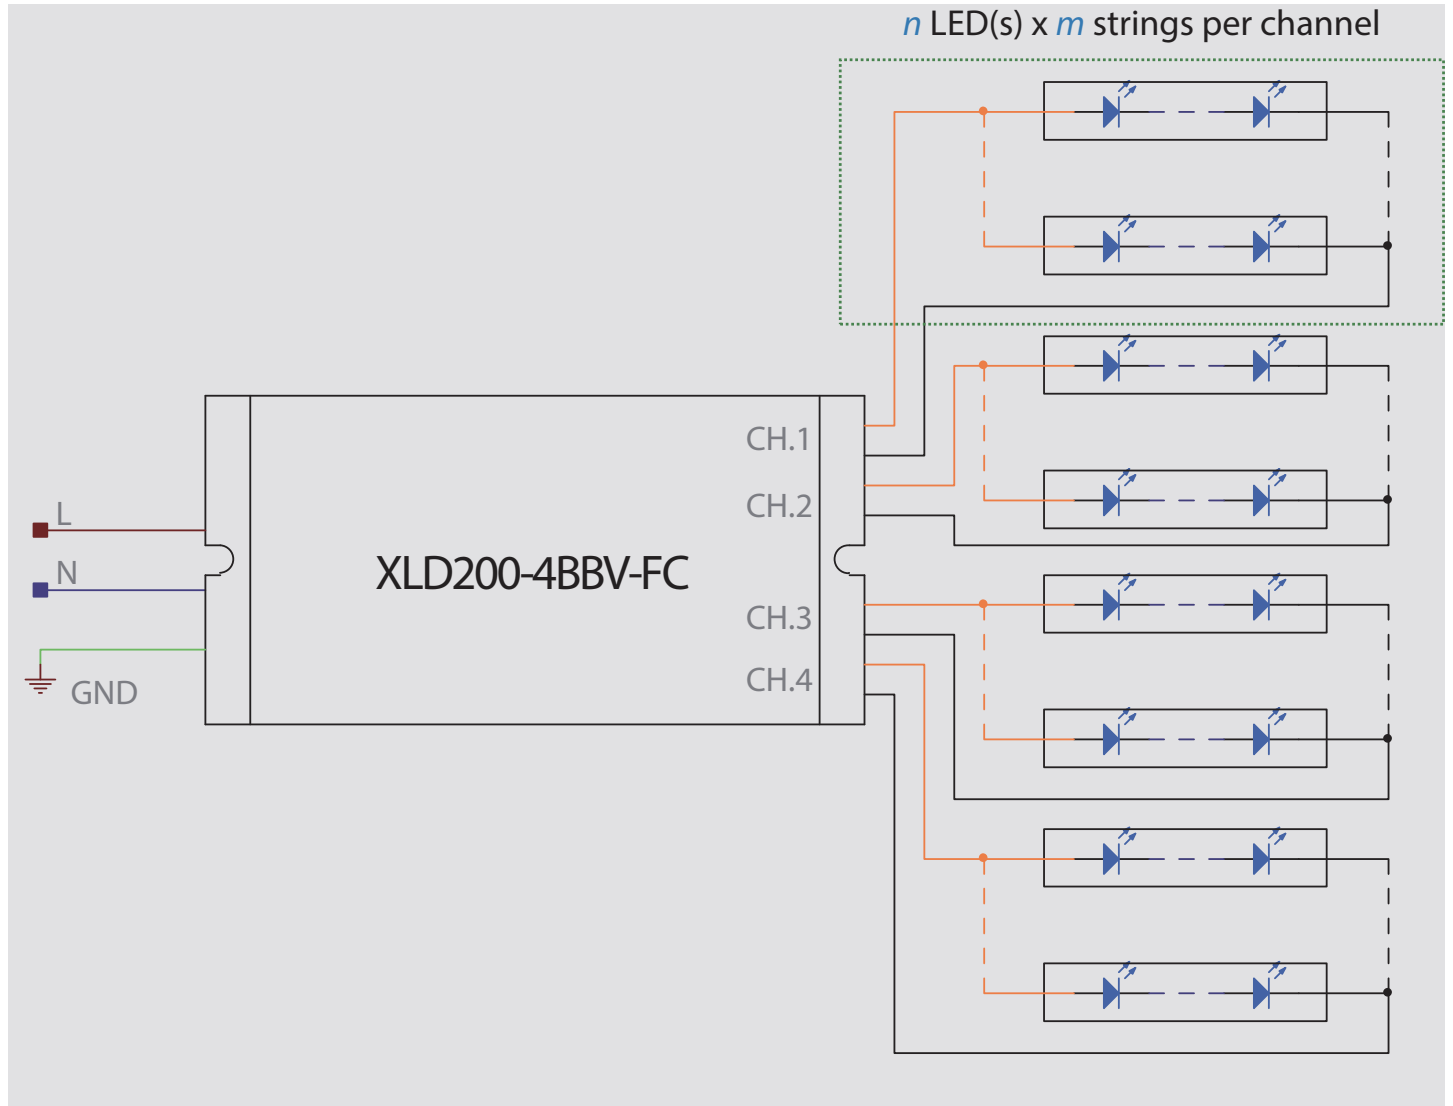 n LED(s) x m strings per channel
CH.1
CH.2
L
N
XLD200-4BBV-FC
CH.3
CH.4
GND